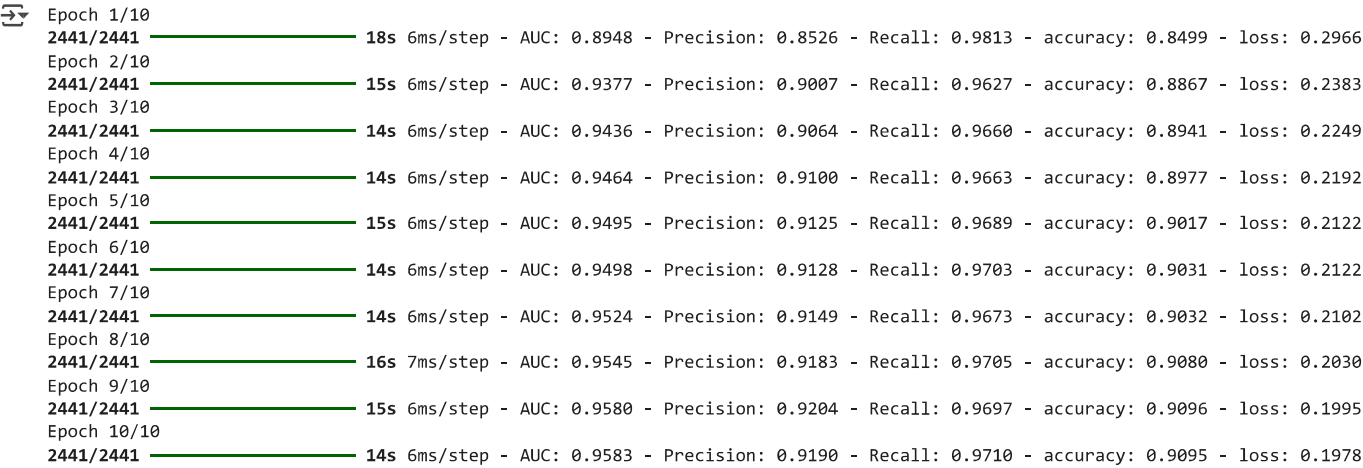 Epoch 1/10
2441/2441 18s 6ms/step - AUC: 0.8948 - Precision: 0.8526 - Recall: 0.9813 - accuracy: 0.8499 - loss: 0.2966
Epoch 2/10
2441/2441 15s 6ms/step - AUC: 0.9377 - Precision: 0.9007 - Recall: 0.9627 - accuracy: 0.8867 - loss: 0.2383
Epoch 3/10
2441/2441 14s 6ms/step - AUC: 0.9436 - Precision: 0.9064 - Recall: 0.9660 - accuracy: 0.8941 - loss: 0.2249
Epoch 4/10
2441/2441 14s 6ms/step - AUC: 0.9464 - Precision: 0.9100 - Recall: 0.9663 - accuracy: 0.8977 - loss: 0.2192
Epoch 5/10
2441/2441 15s 6ms/step - AUC: 0.9495 - Precision: 0.9125 - Recall: 0.9689 - accuracy: 0.9017 - loss: 0.2122
Epoch 6/10
2441/2441 14s 6ms/step - AUC: 0.9498 - Precision: 0.9128 - Recall: 0.9703 - accuracy: 0.9031 - loss: 0.2122
Epoch 7/10
2441/2441 14s 6ms/step - AUC: 0.9524 - Precision: 0.9149 - Recall: 0.9673 - accuracy: 0.9032 - loss: 0.2102
Epoch 8/10
2441/2441 16s 7ms/step - AUC: 0.9545 - Precision: 0.9183 - Recall: 0.9705 - accuracy: 0.9080 - loss: 0.2030
Epoch 9/10
2441/2441 15s 6ms/step - AUC: 0.9580 - Precision: 0.9204 - Recall: 0.9697 - accuracy: 0.9096 - loss: 0.1995
Epoch 10/10
2441/2441 14s 6ms/step - AUC: 0.9583 - Precision: 0.9190 - Recall: 0.9710 - accuracy: 0.9095 - loss: 0.1978